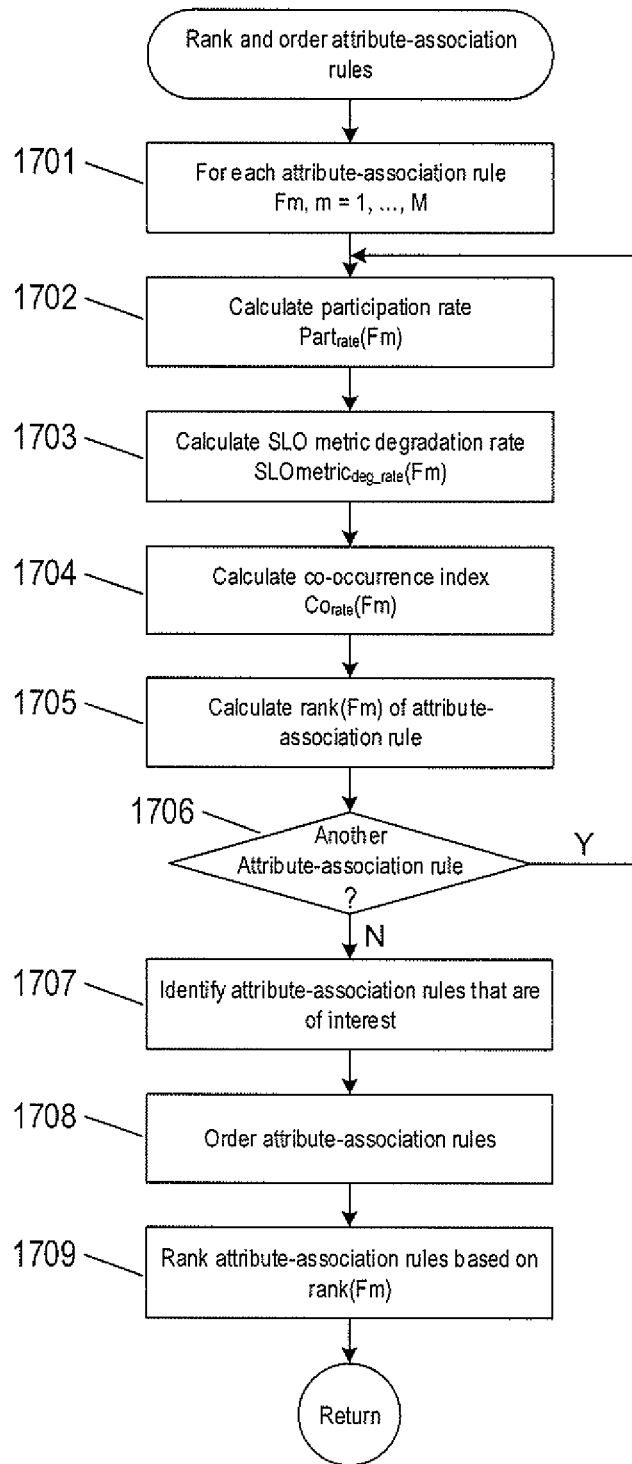 Rank and order attribute-association
rules
1701
For each attribute-association rule
Fm, m = 1, ..., M
1702
Calculate participation rate
Partrate(Fm)
1703
Calculate SLO metric degradation rate
SLOmetricdeg_rate(Fm)
1704
Calculate co-occurrence index
Corate(Fm)
1705
Calculate rank(Fm) of attribute-
association rule
1706
Another
Attribute-association rule
?
Y
N
1707
Identify attribute-association rules that are
of interest
1708
Order attribute-association rules
1709
Rank attribute-association rules based on
rank(Fm)
Return